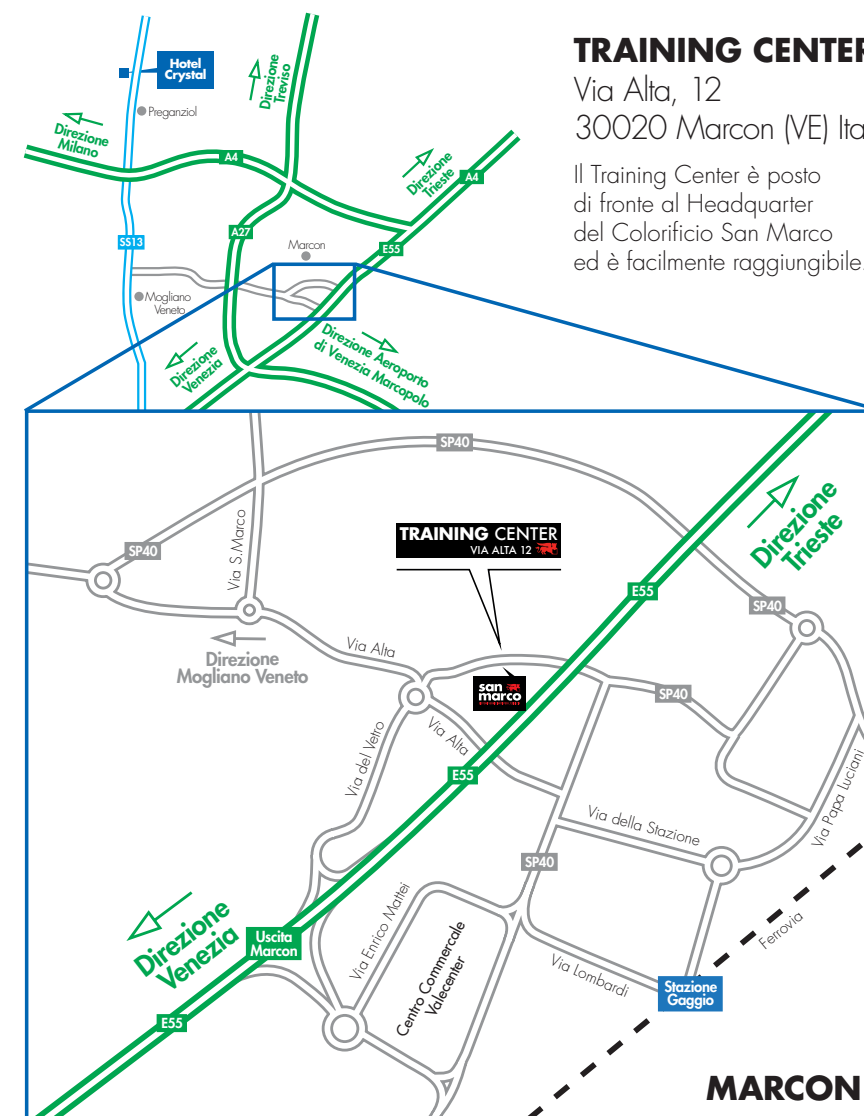 TRAINING CENTER
Via Alta, 12
30020 Marcon (VE) Ita
Il Training Center è posto
di fronte al Headquarter
del Colorificio San Marco
ed è facilmente raggiungibile.
Hotel
Crystal
Preganziol
Direzione
Treviso
Direzione
Milano
A4
Direzione
Trieste
A4
SS13
A27
Marcon
E55
Mogliano
Veneto
Direzione
Venezia
Direzione Aeroporto
di Venezia Marcopolo
SP40
SP40
Via S.Marco
TRAINING CENTER
VIA ALTA 12
Direzione
Trieste
E55
SP40
Direzione
Mogliano Veneto
Via Alta
san
marco
SP40
Via Alta
Via del Vetro
E55
Via Papa Luciani
Via della Stazione
SP40
Via Enrico Mattei
Centro Commercale
Valecenter
Direzione
Venezia
Uscita
Marcon
Ferrovia
Via Lombardi
Stazione
Gaggio
E55
MARCON